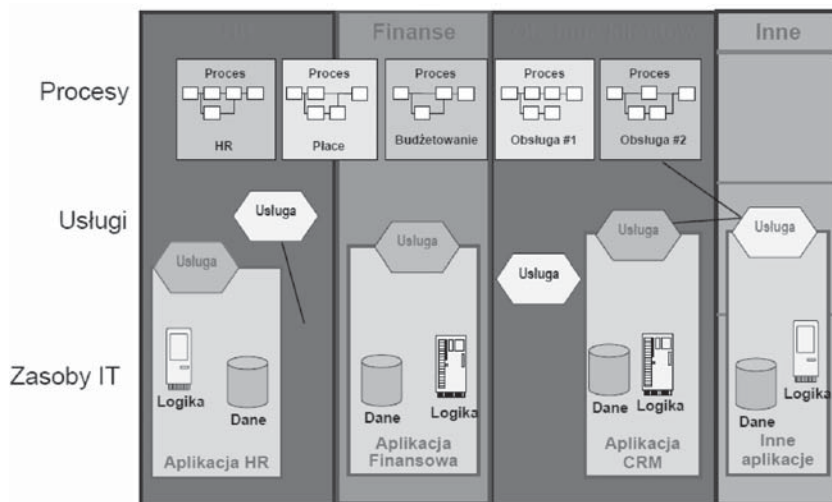 Finanse
Inne
Procesy
Proces
HR
Proces
Płace
Proces
Budżetowanie
Proces
Obsługa #1
Proces
Obsługa #2
Usługi
Usługa
Usługa
Usługa
Usługa
Usługa
Usługa
Zasoby IT
Logika
Dane
Aplikacja HR
Dane
Logika
Aplikacja
Finansowa
Dane
Logika
Aplikacja
CRM
Dane
Logika
Inne
aplikacje